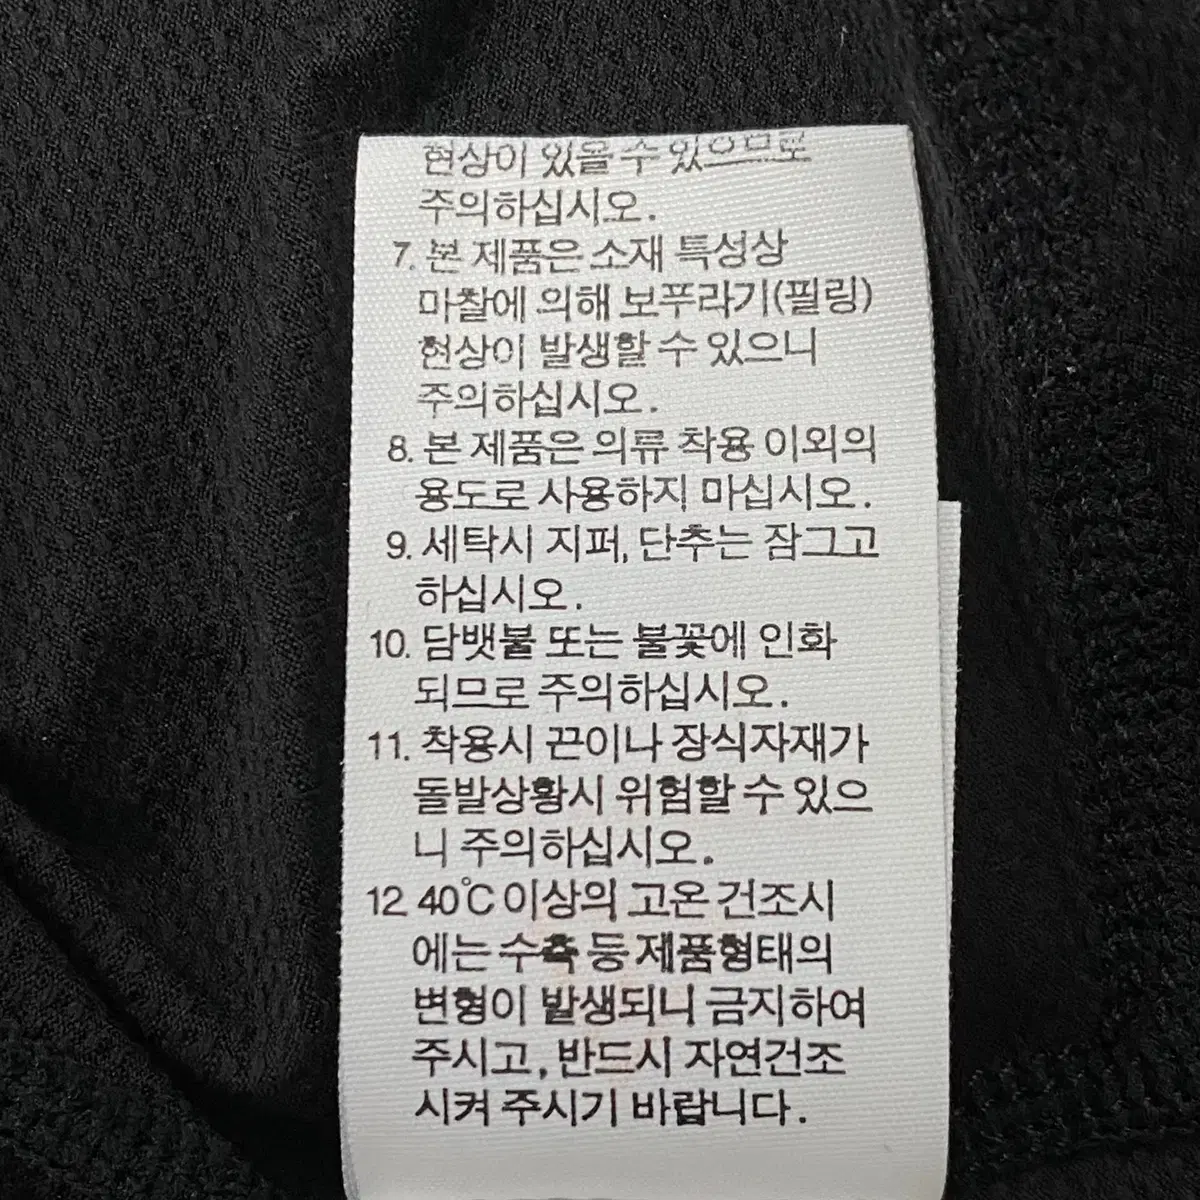 현상이 있을 수 있으므로
주의하십시오.
7. 본 제품은 소재 특성상
마찰에 의해 보푸라기(필링)
현상이 발생할 수 있으니
주의하십시오.
8. 본 제품은 의류 착용 이외의
용도로 사용하지 마십시오.
9. 세탁시 지퍼, 단추는 잠그고
하십시오.
10. 담뱃불 또는 불꽃에 인화
되므로 주의하십시오.
11. 착용시 끈이나 장식자재가
돌발상황시 위험할 수 있으
니 주의하십시오.
12. 40℃ 이상의 고온 건조시
에는 수축 등 제품형태의
변형이 발생되니 금지하여
주시고, 반드시 자연건조
시켜 주시기 바랍니다.